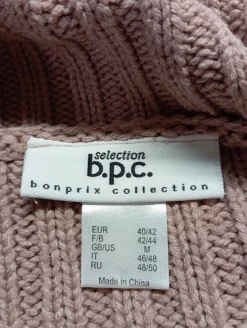 selection
b.p.c.
bonprix collection
EUR 40/42
F/B 42/44
GB/US M
IT 46/48
RU 48/50
Made in China